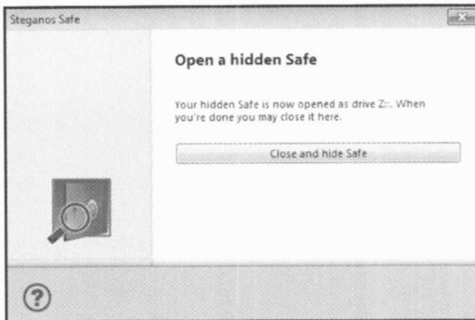 Steganos Safe
Open a hidden Safe
Your hidden Safe is now opened as drive Z::. When
you're done you may close it here.
Close and hide Safe
?